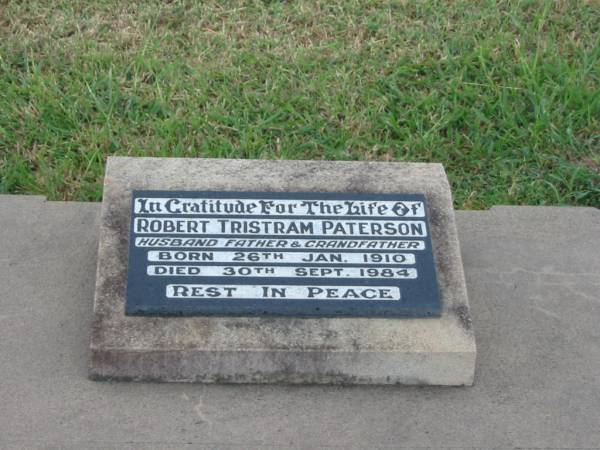 In Gratitude For The Life Of
ROBERT TRISTRAM PATERSON
HUSBAND FATHER & GRANDFATHER
BORN 26TH JAN. 1910
DIED 30TH SEPT. 1984
REST IN PEACE